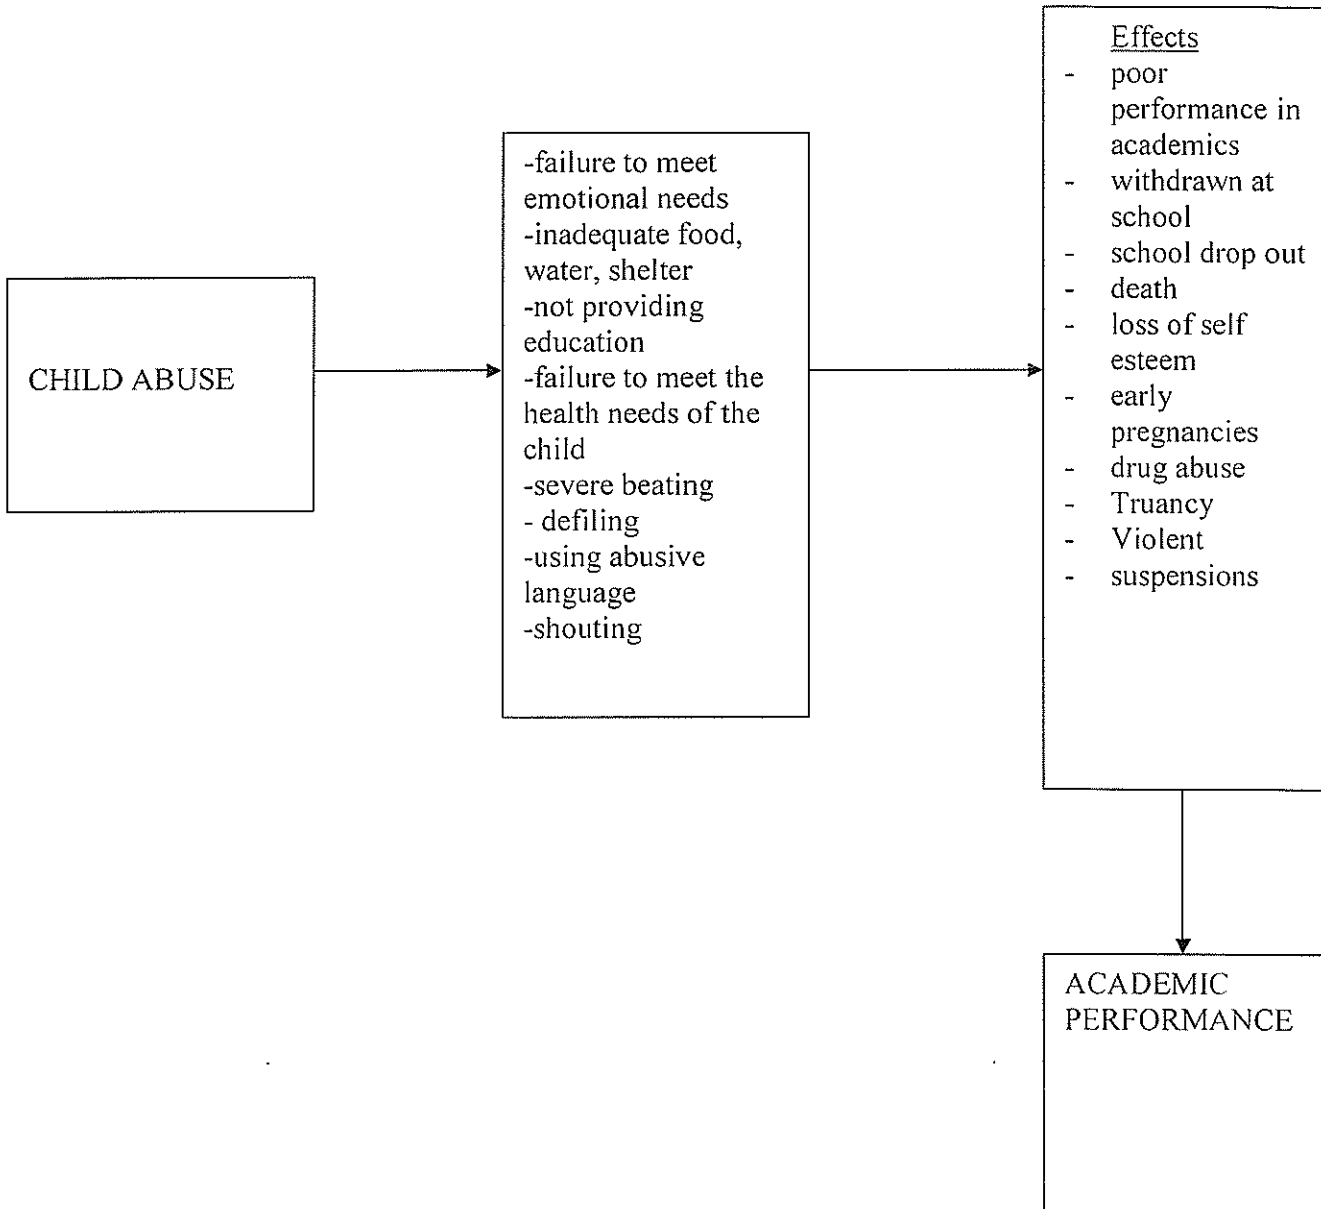 CHILD ABUSE
-failure to meet
emotional needs
-inadequate food,
water, shelter
-not providing
education
-failure to meet the
health needs of the
child
-severe beating
- defiling
-using abusive
language
-shouting
Effects
- poor
performance in
academics
- withdrawn at
school
- school drop out
- death
- loss of self
esteem
- early
pregnancies
- drug abuse
- Truancy
- Violent
- suspensions
ACADEMIC
PERFORMANCE